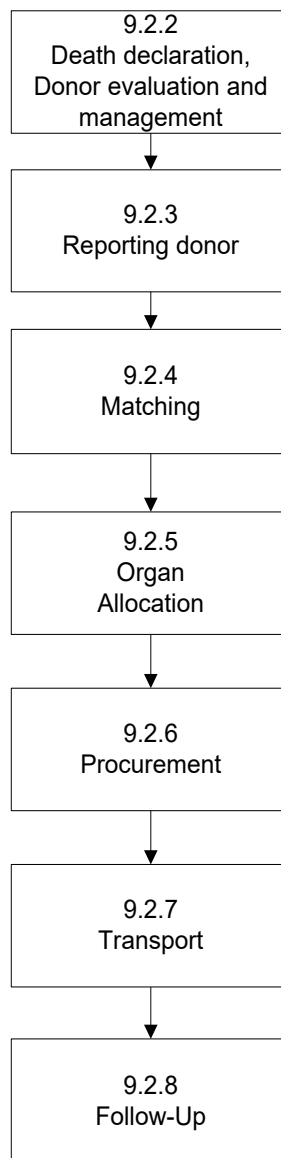 9.2.2
Death declaration,
Donor evaluation and
management
9.2.3
Reporting donor
9.2.4
Matching
9.2.5
Organ
Allocation
9.2.6
Procurement
9.2.7
Transport
9.2.8
Follow-Up